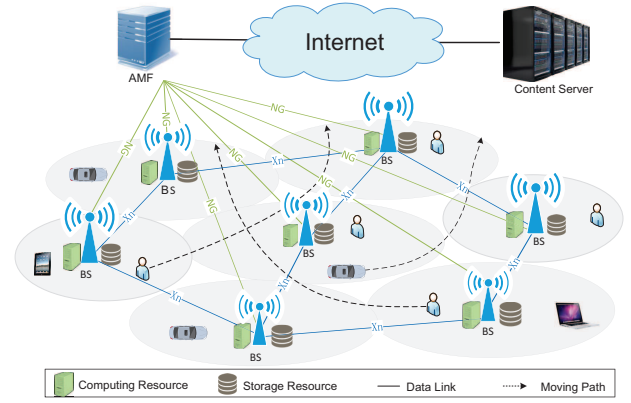 Internet
AMF
Content Server
NG
NG
NG
NG
NG
NG
NG
NG
BS
Xn
BS
Xn
Xn
Xn
BS
BS
BS
Xn
Xn
Xn
BS
Xn
BS
Computing Resource
Storage Resource
Data Link
Moving Path